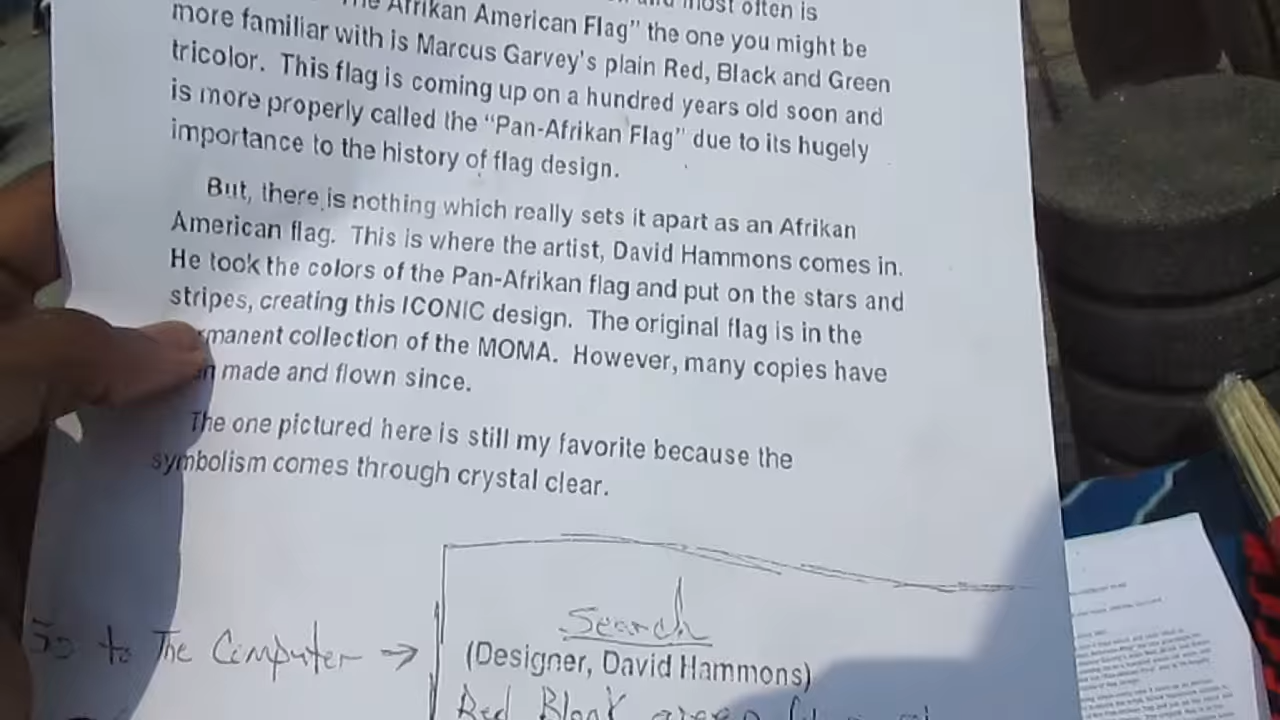 most often is
The Afrikan American Flag" the one you might be
more familiar with is Marcus Garvey's plain Red, Black and Green
tricolor. This flag is coming up on a hundred years old soon and
is more properly called the "Pan-Afrikan Flag" due to its hugely
importance to the history of flag design.
But, there is nothing which really sets it apart as an Afrikan
American flag. This is where the artist, David Hammons comes in.
He took the colors of the Pan-Afrikan flag and put on the stars and
stripes, creating this ICONIC design. The original flag is in the
manent collection of the MOMA. However, many copies have
made and flown since.
The one pictured here is still my favorite because the
symbolism comes through crystal clear.
Search
Go to The Computer →
(Designer, David Hammons)
Red Black green